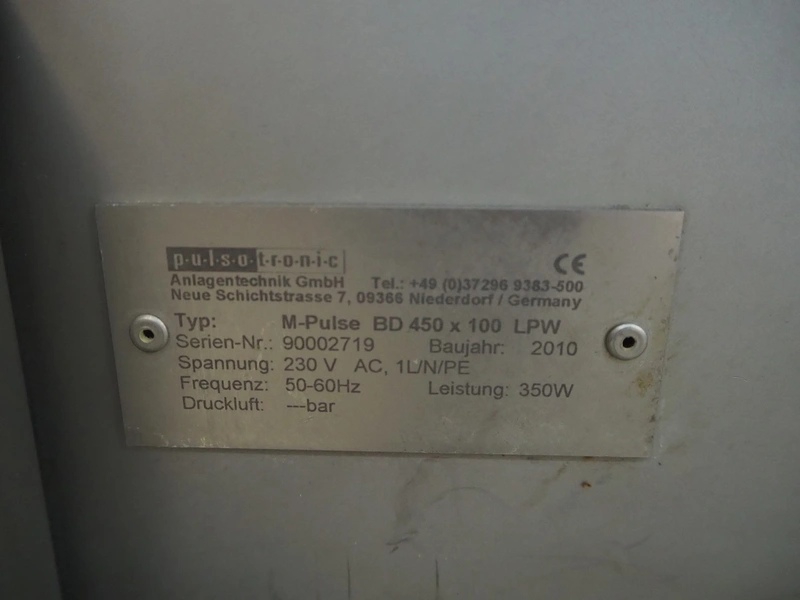 p·u·l·s·o·t·r·o·n·i·c CE
Anlagentechnik GmbH Tel.: +49 (0)37296 9383-500
Neue Schichtstrasse 7, 09366 Niederdorf / Germany
Typ: M-Pulse BD 450 x 100 LPW
Serien-Nr.: 90002719 Baujahr: 2010
Spannung: 230 V AC, 1L/N/PE
Frequenz: 50-60Hz Leistung: 350W
Druckluft: ---bar